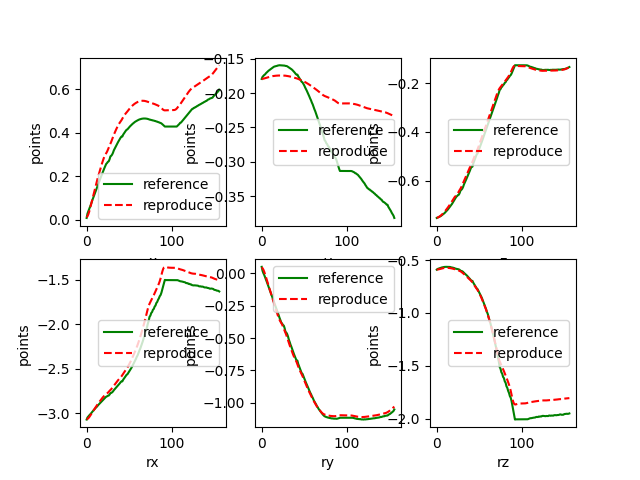 0.6
0.4
0.2
0.0
points
0
100
reference
reproduce
−0.15
−0.20
−0.25
−0.30
−0.35
points
0
100
reference
reproduce
−0.2
−0.4
−0.6
points
0
100
reference
reproduce
−1.5
−2.0
−2.5
−3.0
points
0
100
rx
reference
reproduce
0.00
−0.25
−0.50
−0.75
−1.00
points
0
100
ry
reference
reproduce
−0.5
−1.0
−1.5
−2.0
points
0
100
rz
reference
reproduce